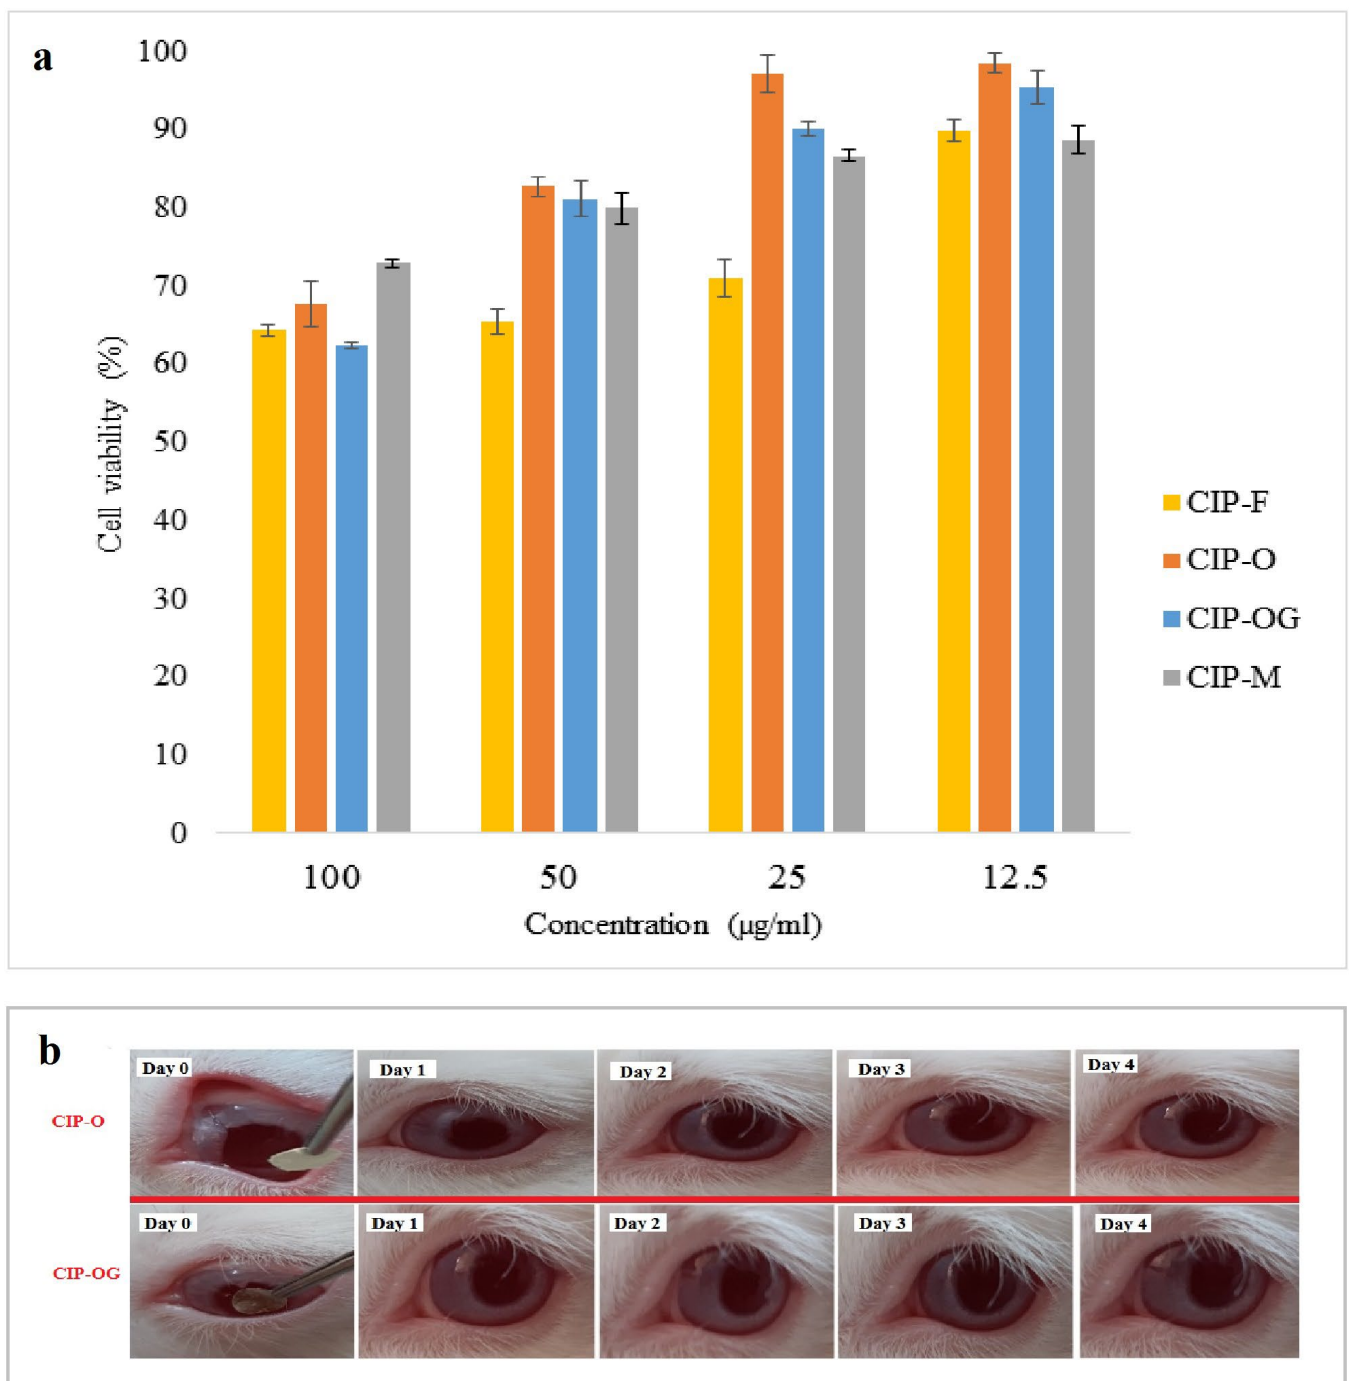 a
100
90
80
70
60
50
40
30
20
10
0
Cell viability (%)
100 50 25 12.5
Concentration (µg/ml)
CIP-F
CIP-O
CIP-OG
CIP-M
b
CIP-O
Day 0 Day 1 Day 2 Day 3 Day 4
CIP-OG
Day 0 Day 1 Day 2 Day 3 Day 4